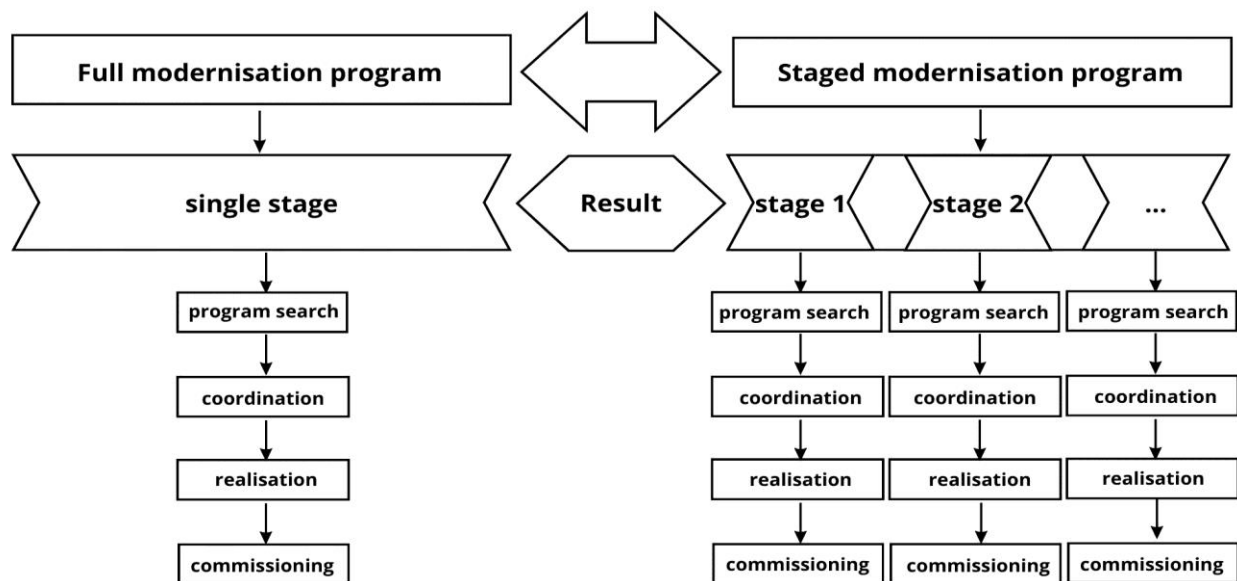 Full modernisation program
Staged modernisation program
single stage
Result
stage 1
stage 2
...
program search
program search
program search
program search
coordination
coordination
coordination
coordination
realisation
realisation
realisation
realisation
commissioning
commissioning
commissioning
commissioning